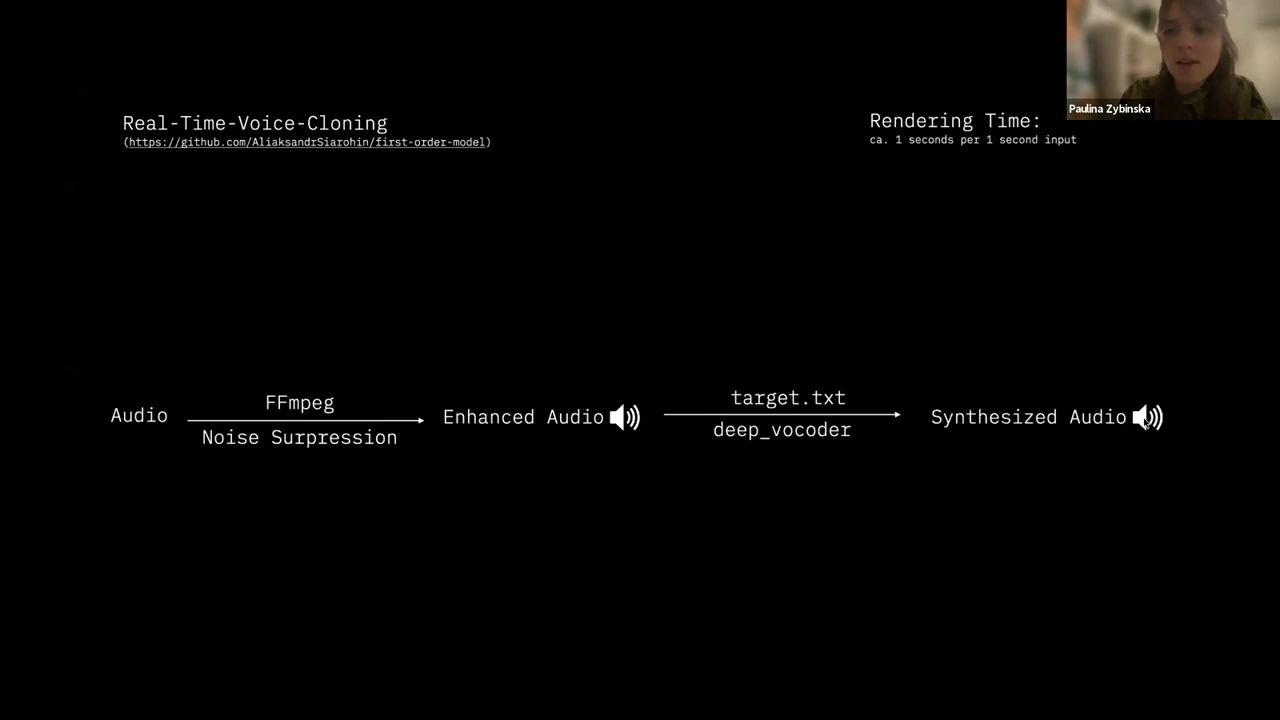 Real-Time-Voice-Cloning
(https://github.com/AliaksandrSiarohin/first-order-model)
Rendering Time:
ca. 1 seconds per 1 second input
Paulina Zybinska
Audio
FFmpeg
Noise Surpression
Enhanced Audio
target.txt
deep_vocoder
Synthesized Audio